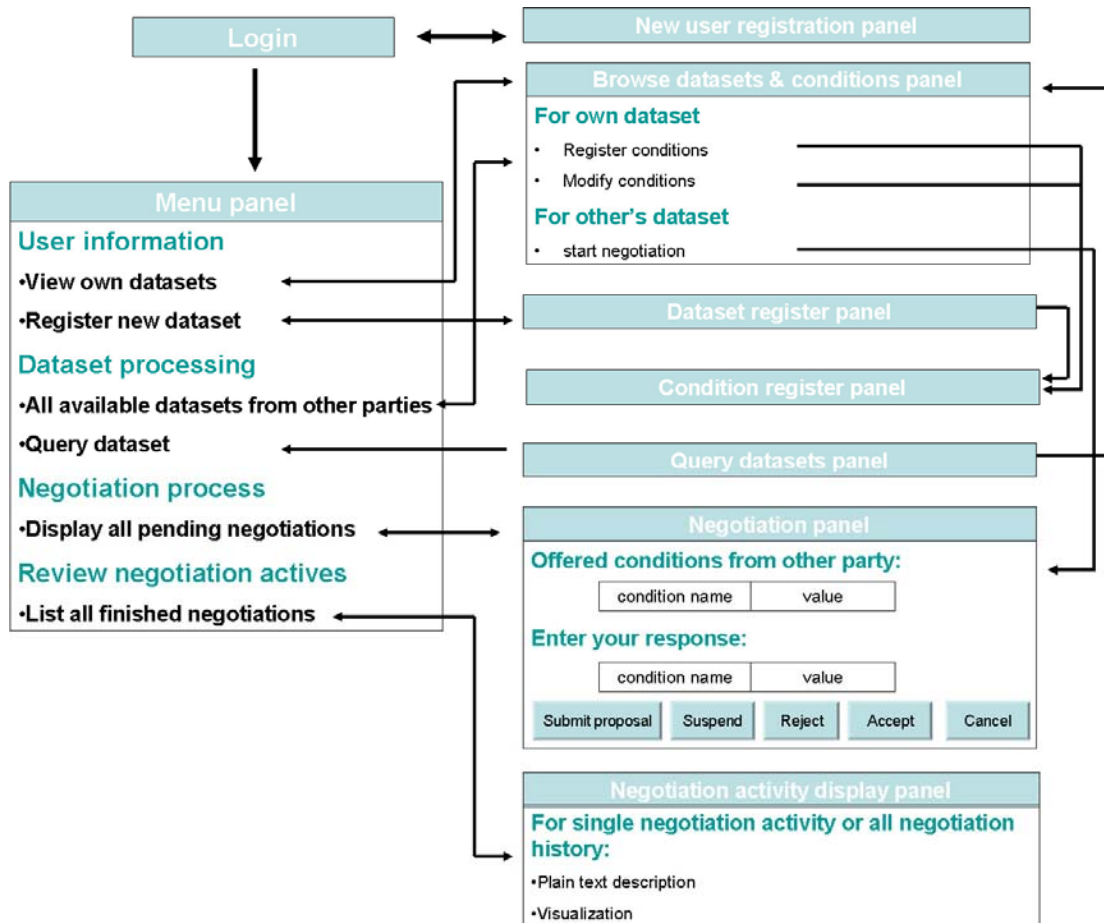 Login
New user registration panel
Browse datasets & conditions panel
For own dataset
• Register conditions
• Modify conditions
For other's dataset
• start negotiation
Menu panel
User information
•View own datasets
•Register new dataset
Dataset processing
•All available datasets from other parties
•Query dataset
Negotiation process
•Display all pending negotiations
Review negotiation actives
•List all finished negotiations
Dataset register panel
Condition register panel
Query datasets panel
Negotiation panel
Offered conditions from other party:
condition name value
Enter your response:
condition name value
Submit proposal Suspend Reject Accept Cancel
Negotiation activity display panel
For single negotiation activity or all negotiation
history:
•Plain text description
•Visualization